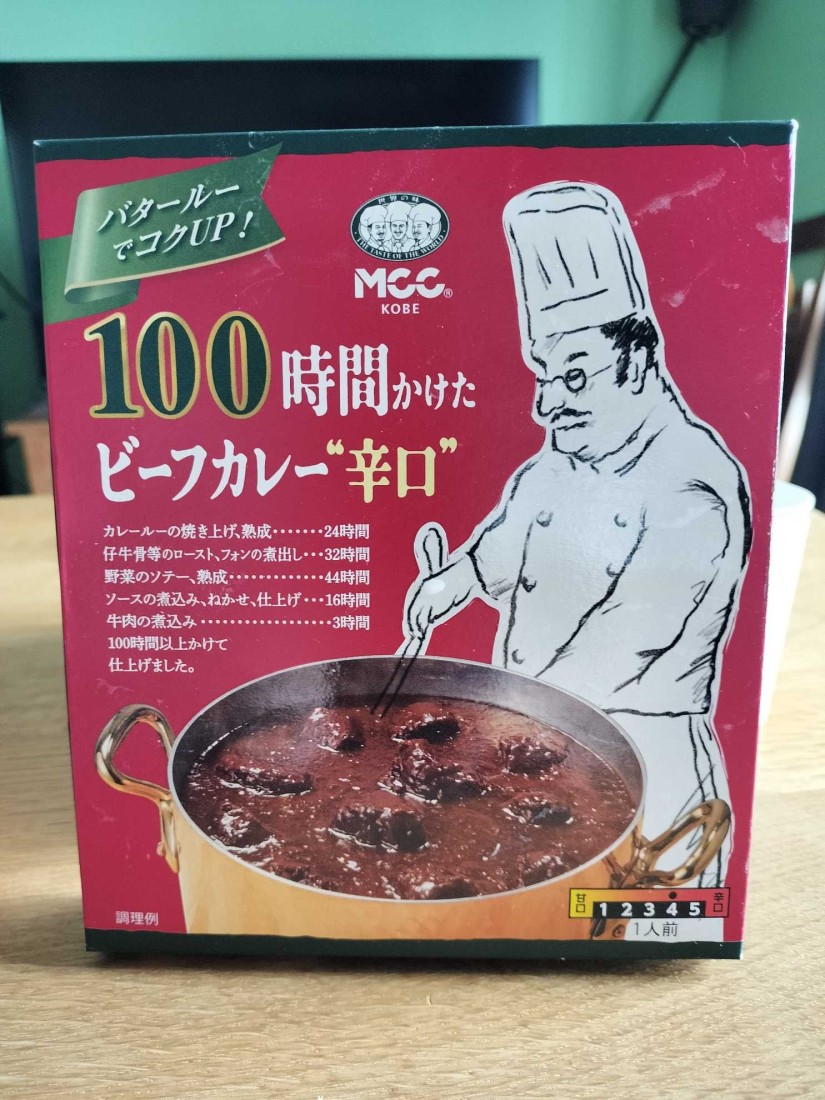 バタールー
でコクUP!
世界の味
THE TASTE OF THE WORLD
MCC®
KOBE
100時間かけた
ビーフカレー“辛口”
カレールーの焼き上げ、熟成・・・・・・・24時間
仔牛骨等のロースト、フォンの煮出し・・・32時間
野菜のソテー、熟成・・・・・・・・・・・・・44時間
ソースの煮込み、ねかせ、仕上げ・・・16時間
牛肉の煮込み・・・・・・・・・・・・・・・・・・3時間
100時間以上かけて
仕上げました。
甘口 1 2 3 4 5 辛口
調理例
1人前